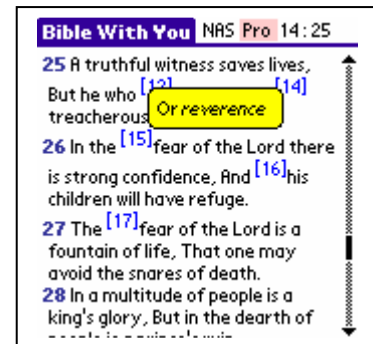 Bible With You NAS Pro 14:25
25 A truthful witness saves lives,
But he who [14]
treacherous
Or reverence
26 In the [15]fear of the Lord there
is strong confidence, And [16]his
children will have refuge.
27 The [17]fear of the Lord is a
fountain of life, That one may
avoid the snares of death.
28 In a multitude of people is a
king's glory, But in the dearth of